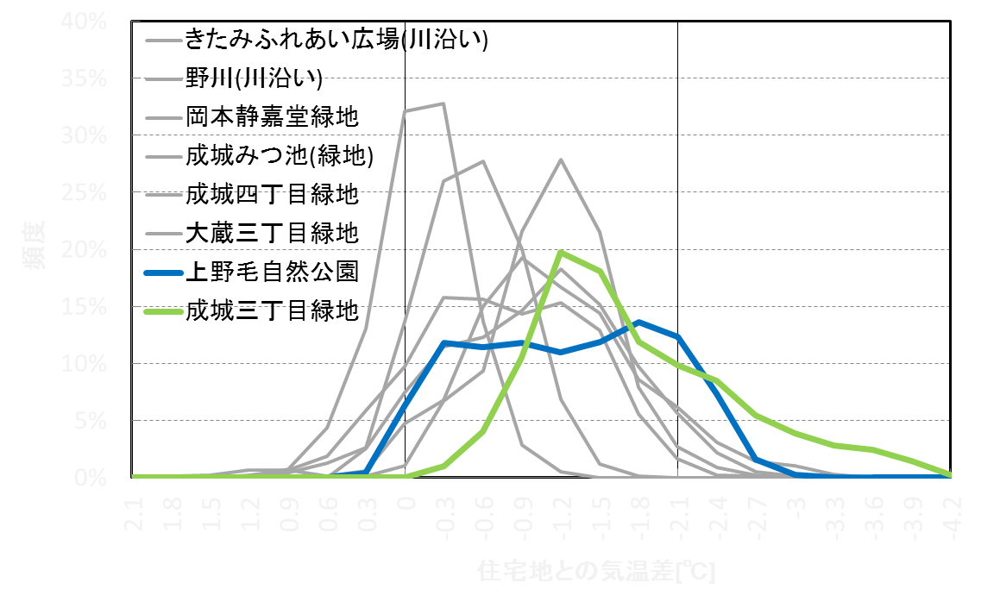 40%
35%
30%
25%
20%
15%
10%
5%
0%
頻度
きたみふれあい広場(川沿い)
野川(川沿い)
岡本静嘉堂緑地
成城みつ池(緑地)
成城四丁目緑地
大蔵三丁目緑地
上野毛自然公園
成城三丁目緑地
2.1 1.8 1.5 1.2 0.9 0.6 0.3 0 -0.3 -0.6 -0.9 -1.2 -1.5 -1.8 -2.1 -2.4 -2.7 -3 -3.3 -3.6 -3.9 -4.2
住宅地との気温差[℃]